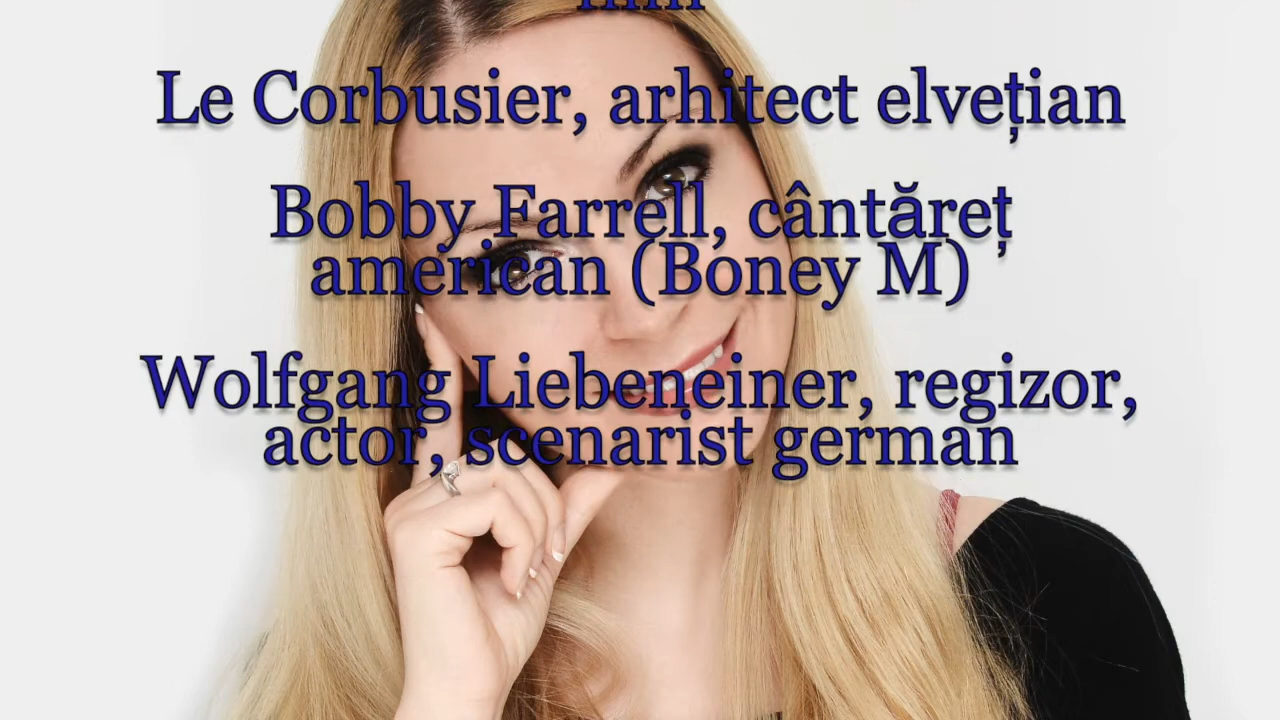 Le Corbusier, arhitect elvețian
Bobby Farrell, cântăreț
american (Boney M)
Wolfgang Liebeneiner, regizor,
actor, scenarist german